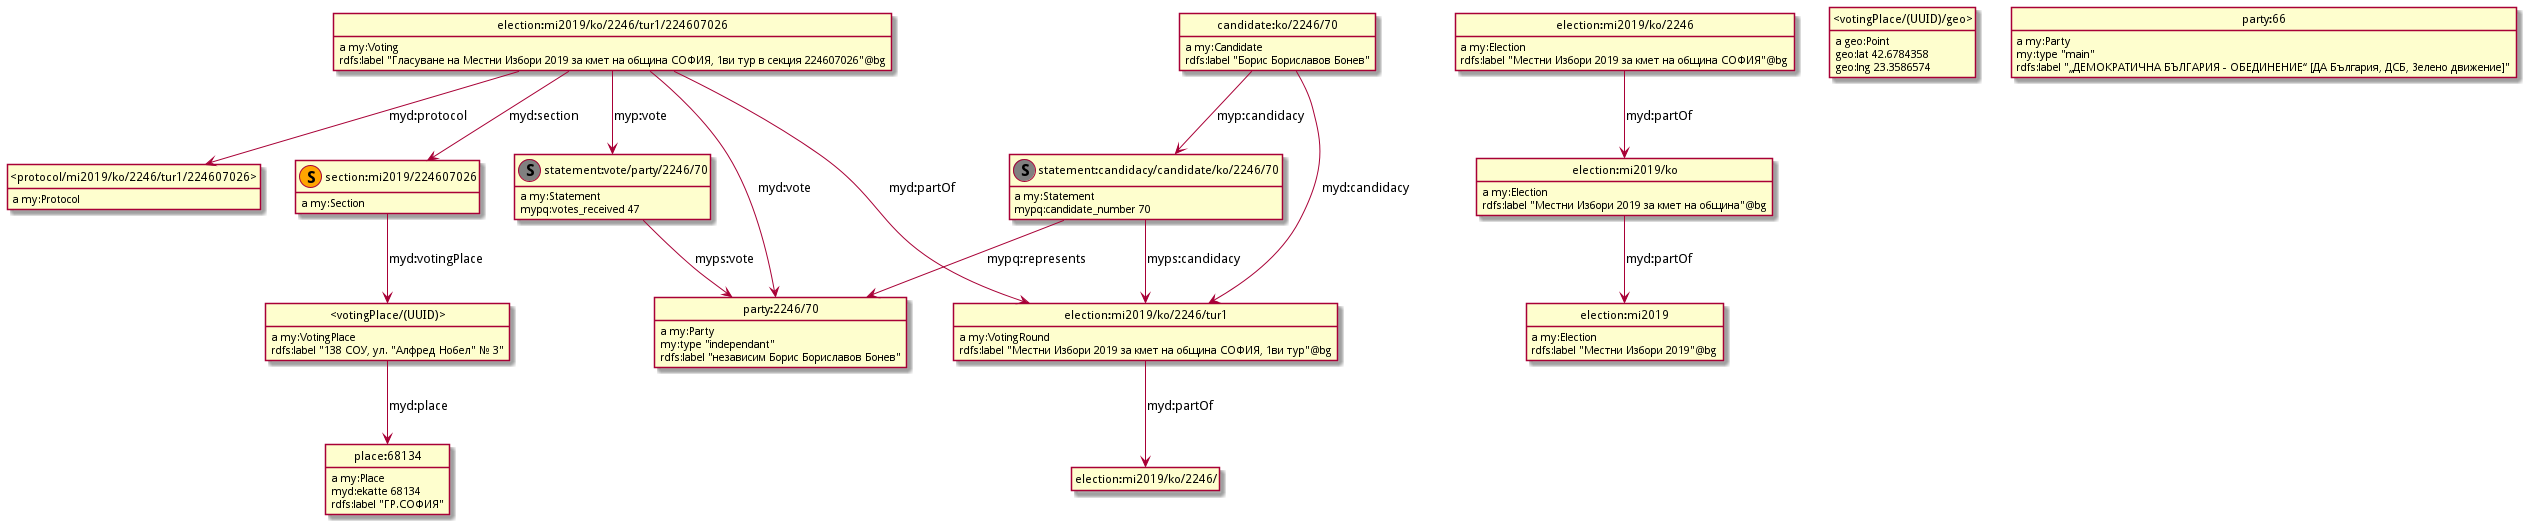 election:mi2019/ko/2246/tur1/224607026
a my:Voting
rdfs:label "Гласуване на Местни Избори 2019 за кмет на община СОФИЯ, 1ви тур в секция 224607026"@bg
candidate:ko/2246/70
a my:Candidate
rdfs:label "Борис Бориславов Бонев"
election:mi2019/ko/2246
a my:Election
rdfs:label "Местни Избори 2019 за кмет на община СОФИЯ"@bg
<votingPlace/(UUID)/geo>
a geo:Point
geo:lat 42.6784358
geo:lng 23.3586574
party:66
a my:Party
my:type "main"
rdfs:label "„ДЕМОКРАТИЧНА БЪЛГАРИЯ - ОБЕДИНЕНИЕ“ [ДА България, ДСБ, Зелено движение]"
myd:protocol
myd:section
myp:vote
myp:candidacy
myd:partOf
<protocol/mi2019/ko/2246/tur1/224607026>
a my:Protocol
S section:mi2019/224607026
a my:Section
S statement:vote/party/2246/70
a my:Statement
mypq:votes_received 47
myd:vote
myd:partOf
S statement:candidacy/candidate/ko/2246/70
a my:Statement
mypq:candidate_number 70
myd:candidacy
election:mi2019/ko
a my:Election
rdfs:label "Местни Избори 2019 за кмет на община"@bg
myd:votingPlace
myps:vote
mypq:represents
myps:candidacy
myd:partOf
<votingPlace/(UUID)>
a my:VotingPlace
rdfs:label "138 СОУ, ул. "Алфред Нобел" № 3"
party:2246/70
a my:Party
my:type "independant"
rdfs:label "независим Борис Бориславов Бонев"
election:mi2019/ko/2246/tur1
a my:VotingRound
rdfs:label "Местни Избори 2019 за кмет на община СОФИЯ, 1ви тур"@bg
election:mi2019
a my:Election
rdfs:label "Местни Избори 2019"@bg
myd:place
myd:partOf
place:68134
a my:Place
myd:ekatte 68134
rdfs:label "ГР.СОФИЯ"
election:mi2019/ko/2246/